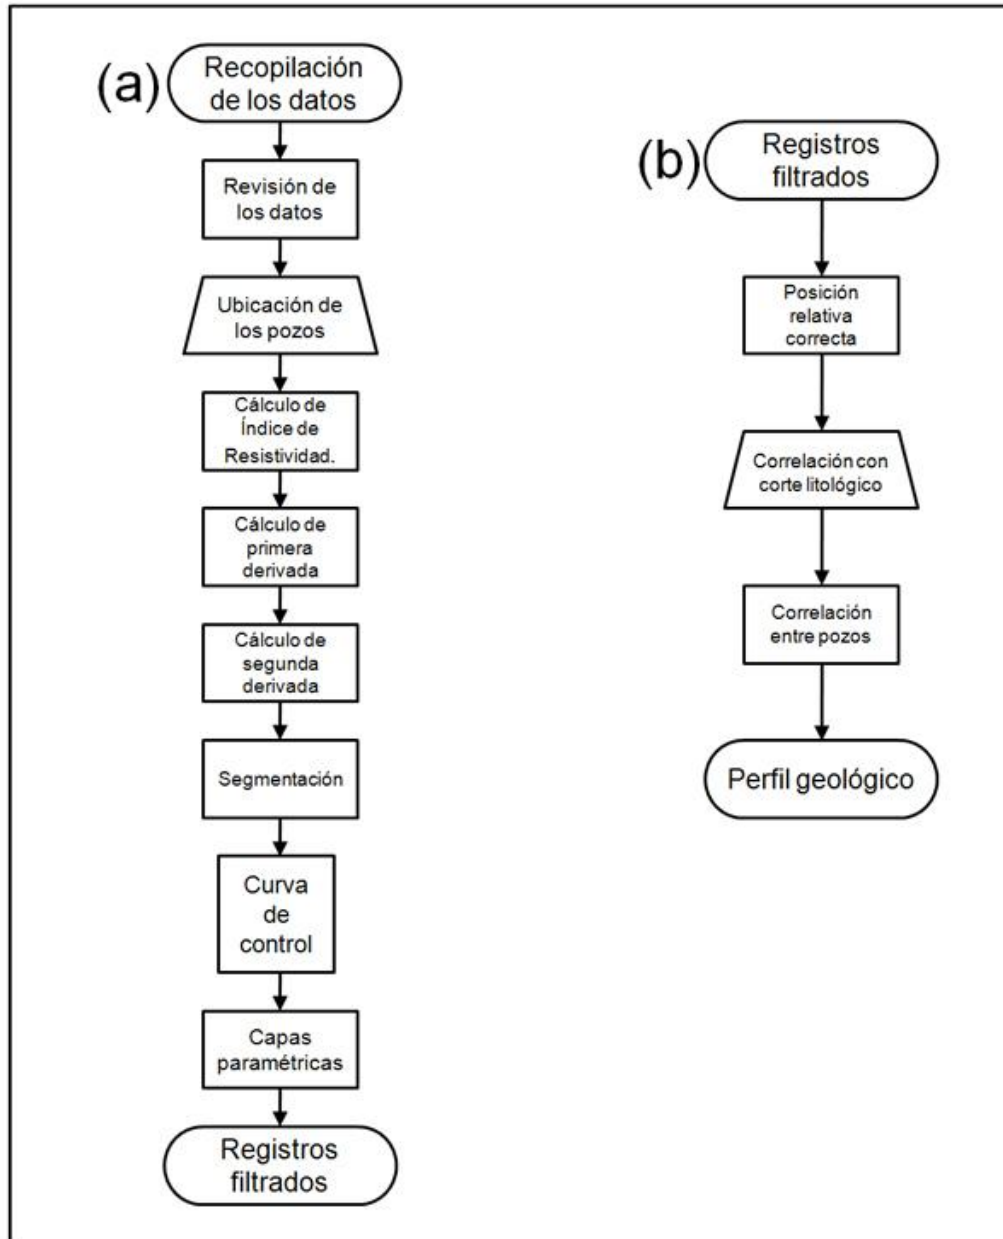 (a)
Recopilación
de los datos
Revisión de
los datos
Ubicación de
los pozos
Cálculo de
Índice de
Resistividad.
Cálculo de
primera
derivada
Cálculo de
segunda
derivada
Segmentación
Curva
de
control
Capas
paramétricas
Registros
filtrados
(b)
Registros
filtrados
Posición
relativa
correcta
Correlación con
corte litológico
Correlación
entre pozos
Perfil geológico